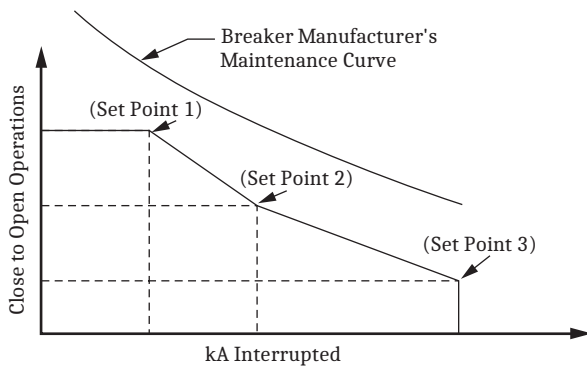 Breaker Manufacturer's
Maintenance Curve
(Set Point 1)
(Set Point 2)
(Set Point 3)
Close to Open Operations
kA Interrupted